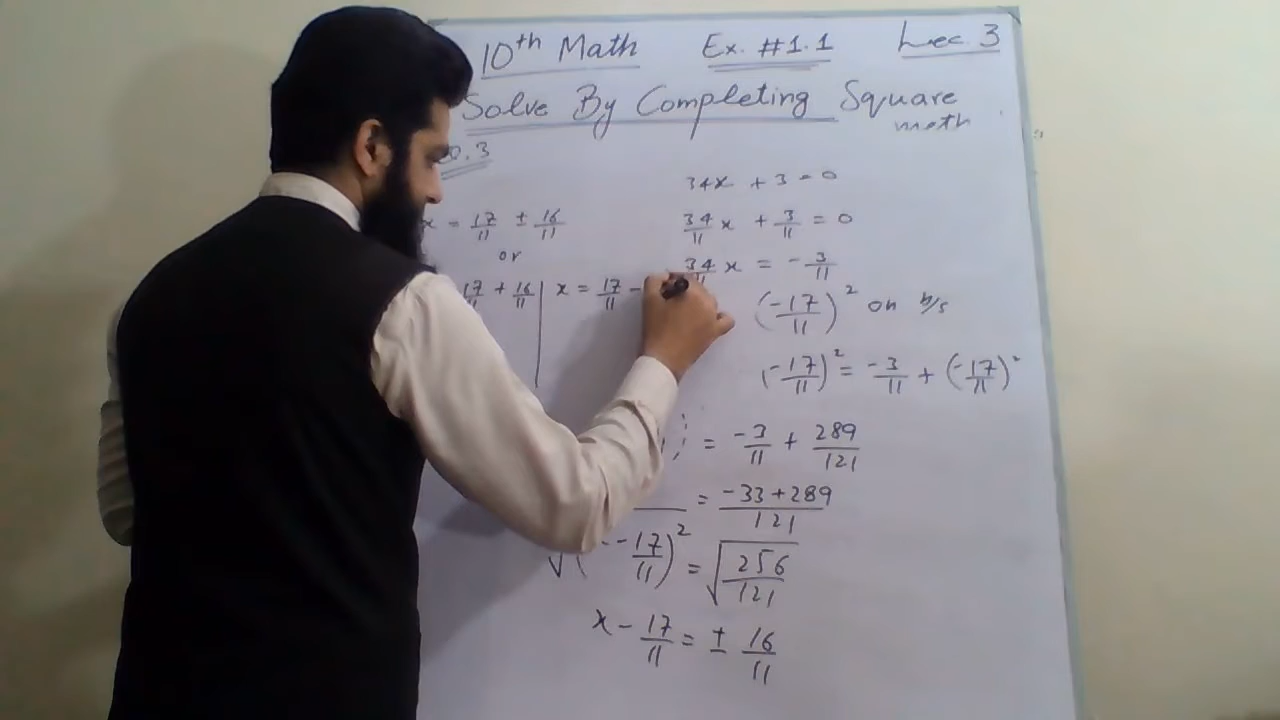 10th Math Ex. #1.1 Lec. 3
Solve By Completing Square
math
. 3
34x + 3 = 0
x = 17/11 ± 16/11
34/11 x + 3/11 = 0
or
34/11 x = - 3/11
17/11 + 16/11 | x = 17/11 -
(-17/11)² on b/s
(-17/11)² = -3/11 + (-17/11)²
= -3/11 + 289/121
= -33+289/121
√( -17/11)² = √256/121
x - 17/11 = ± 16/11